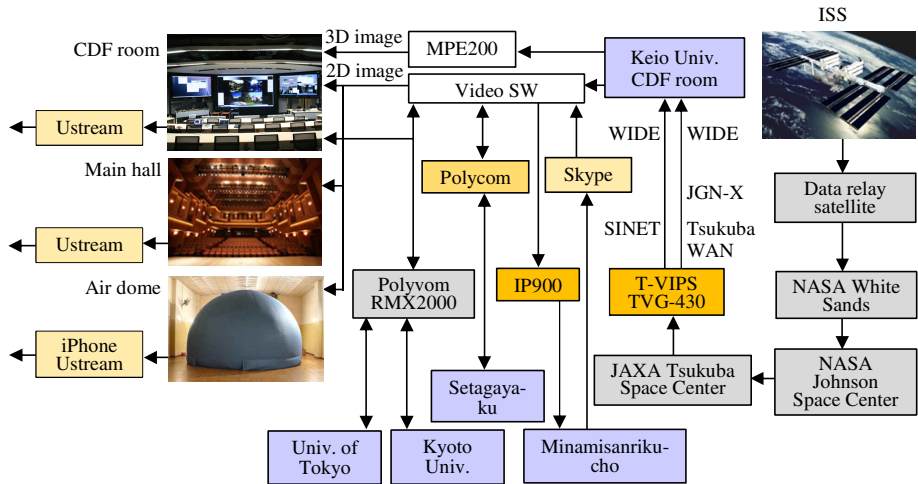 ISS
3D image
CDF room
MPE200
Keio Univ.
CDF room
2D image
Video SW
Ustream
WIDE
WIDE
Main hall
Polycom
Skype
Data relay
satellite
JGN-X
SINET
Tsukuba
WAN
Ustream
Air dome
Polyvom
RMX2000
IP900
T-VIPS
TVG-430
NASA White
Sands
iPhone
Ustream
JAXA Tsukuba
Space Center
NASA
Johnson
Space Center
Setagaya-
ku
Univ. of
Tokyo
Kyoto
Univ.
Minamisanriku-
cho